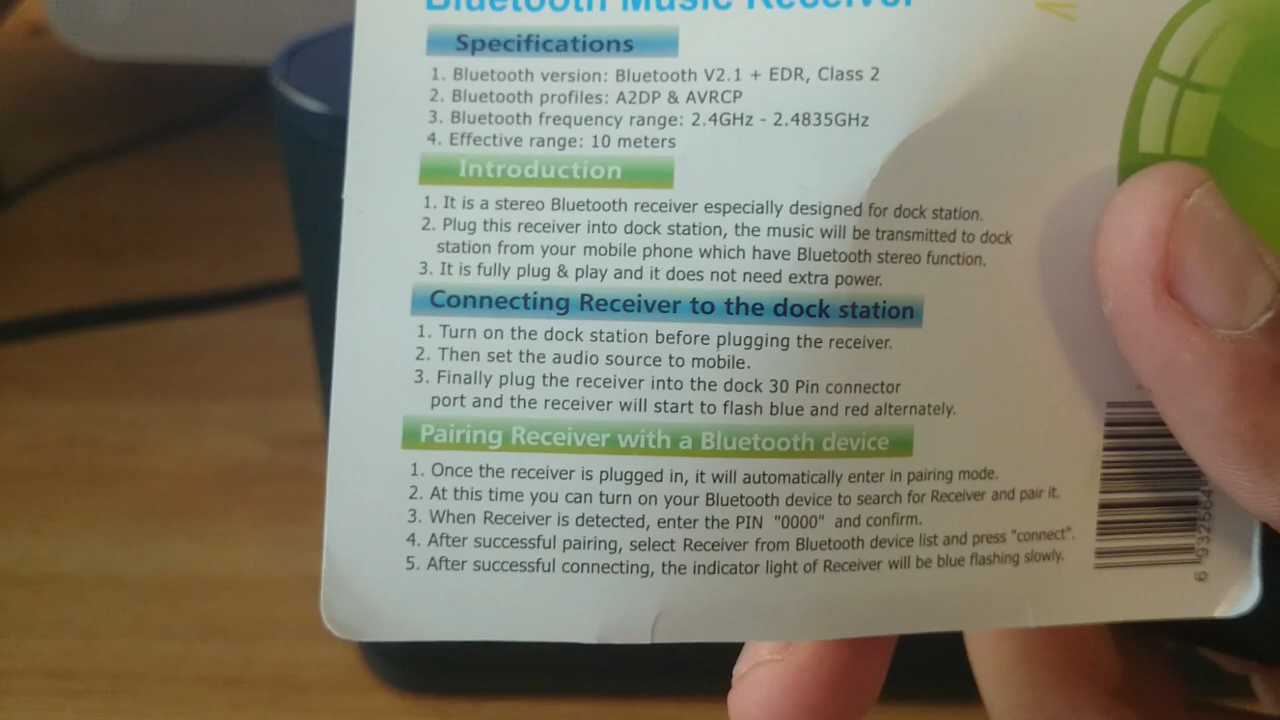 Bluetooth Music Receiver
Specifications
1. Bluetooth version: Bluetooth V2.1 + EDR, Class 2
2. Bluetooth profiles: A2DP & AVRCP
3. Bluetooth frequency range: 2.4GHz - 2.4835GHz
4. Effective range: 10 meters
Introduction
1. It is a stereo Bluetooth receiver especially designed for dock station.
2. Plug this receiver into dock station, the music will be transmitted to dock
station from your mobile phone which have Bluetooth stereo function.
3. It is fully plug & play and it does not need extra power.
Connecting Receiver to the dock station
1. Turn on the dock station before plugging the receiver.
2. Then set the audio source to mobile.
3. Finally plug the receiver into the dock 30 Pin connector
port and the receiver will start to flash blue and red alternately.
Pairing Receiver with a Bluetooth device
1. Once the receiver is plugged in, it will automatically enter in pairing mode.
2. At this time you can turn on your Bluetooth device to search for Receiver and pair it.
3. When Receiver is detected, enter the PIN "0000" and confirm.
4. After successful pairing, select Receiver from Bluetooth device list and press "connect".
5. After successful connecting, the indicator light of Receiver will be blue flashing slowly.